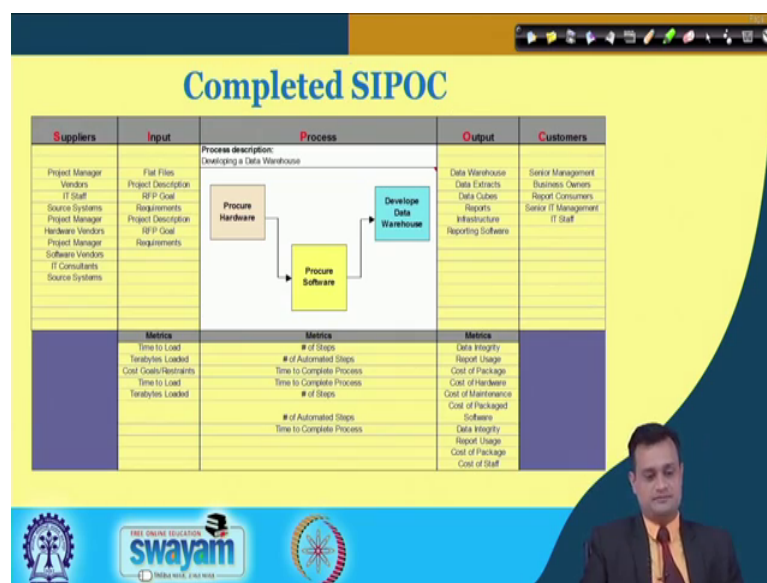 Completed SIPOC
Suppliers
Input
Process
Output
Customers
Process description:
Developing a Data Warehouse
Project Manager
Vendors
IT Staff
Source Systems
Project Manager
Hardware Vendors
Project Manager
Software Vendors
IT Consultants
Source Systems
Flat Files
Project Description
RFP Goal
Requirements
Project Description
RFP Goal
Requirements
Procure
Hardware
Procure
Software
Develope
Data
Warehouse
Data Warehouse
Data Extracts
Data Cubes
Reports
Infrastructure
Reporting Software
Senior Management
Business Owners
Report Consumers
Senior IT Management
IT Staff
Metrics
Time to Load
Terabytes Loaded
Cost Goals/Restraints
Time to Load
Terabytes Loaded
Metrics
# of Steps
# of Automated Steps
Time to Complete Process
Time to Complete Process
# of Steps
# of Automated Steps
Time to Complete Process
Metrics
Data Integrity
Report Usage
Cost of Package
Cost of Hardware
Cost of Maintenance
Cost of Packaged
Software
Data Integrity
Report Usage
Cost of Package
Cost of Staff
FREE ONLINE EDUCATION
swayam